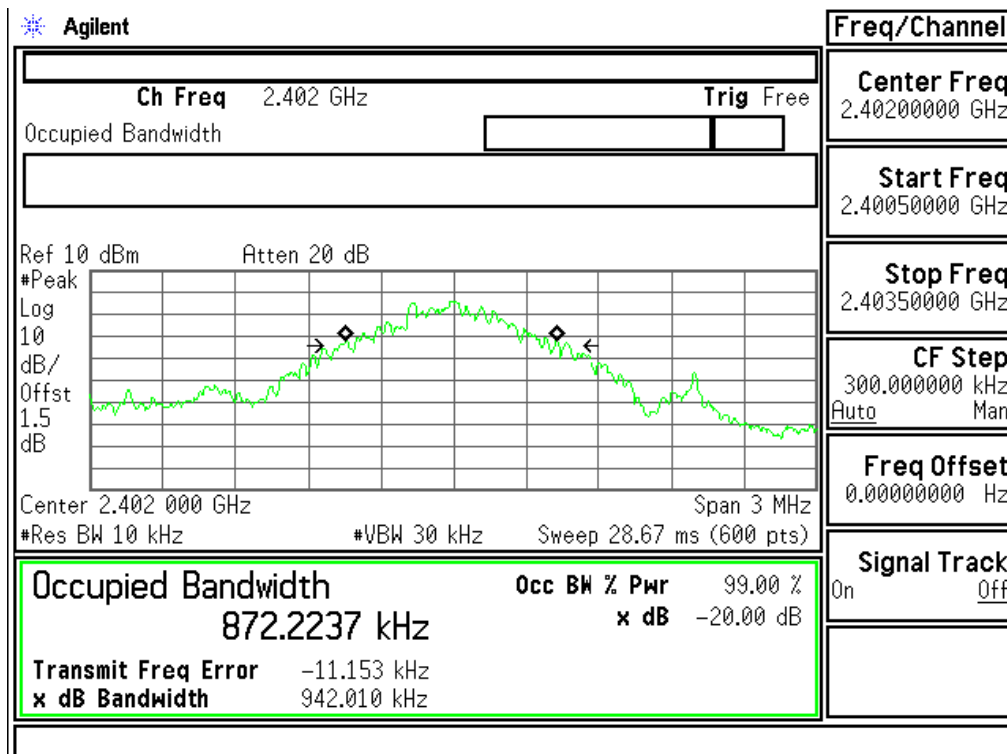 Agilent
Freq/Channel
Ch Freq 2.402 GHz Trig Free
Occupied Bandwidth
Center Freq
2.40200000 GHz
Start Freq
2.40050000 GHz
Stop Freq
2.40350000 GHz
CF Step
300.000000 kHz
Auto Man
Freq Offset
0.00000000 Hz
Signal Track
On Off
Ref 10 dBm Atten 20 dB
#Peak
Log
10
dB/
Offst
1.5
dB
Center 2.402 000 GHz Span 3 MHz
#Res BW 10 kHz #VBW 30 kHz Sweep 28.67 ms (600 pts)
Occupied Bandwidth
872.2237 kHz
Occ BW % Pwr 99.00 %
x dB -20.00 dB
Transmit Freq Error -11.153 kHz
x dB Bandwidth 942.010 kHz